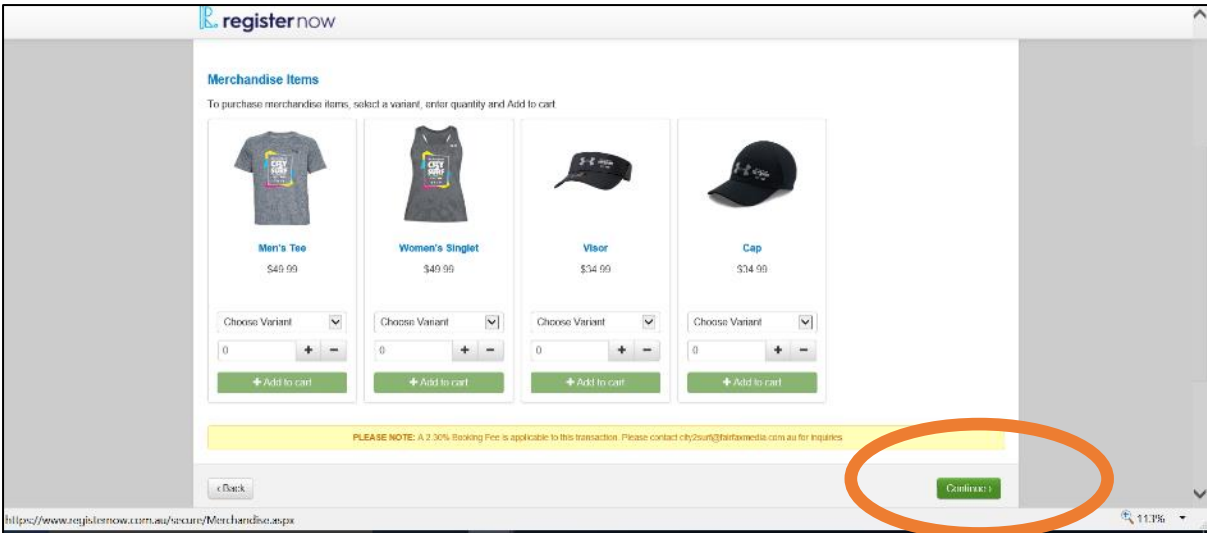 registernow
Merchandise Items
To purchase merchandise items, select a variant, enter quantity and Add to cart
CITY
SURF
CITY
SURF
Men's Tee
Women's Singlet
Visor
Cap
$49.99
$49.99
$34.99
$34.99
Choose Variant
Choose Variant
Choose Variant
Choose Variant
0 + −
0 + −
0 + −
0 + −
+ Add to cart
+ Add to cart
+ Add to cart
+ Add to cart
PLEASE NOTE: A 2.30% Booking Fee is applicable to this transaction. Please contact city2surf@fairfaxmedia.com.au for inquiries
‹ Back
Continue ›
https://www.registernow.com.au/secure/Merchandise.aspx
113%